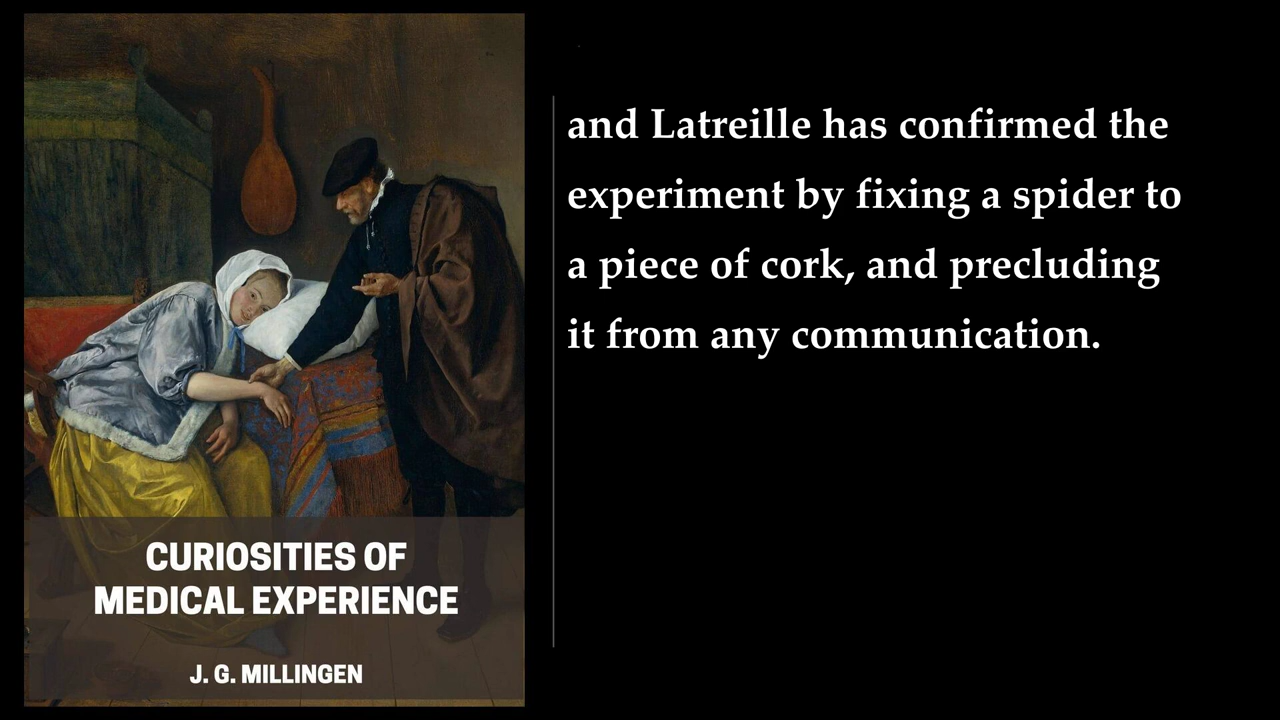 and Latreille has confirmed the
experiment by fixing a spider to
a piece of cork, and precluding
it from any communication.
CURIOSITIES OF
MEDICAL EXPERIENCE
J. G. MILLINGEN